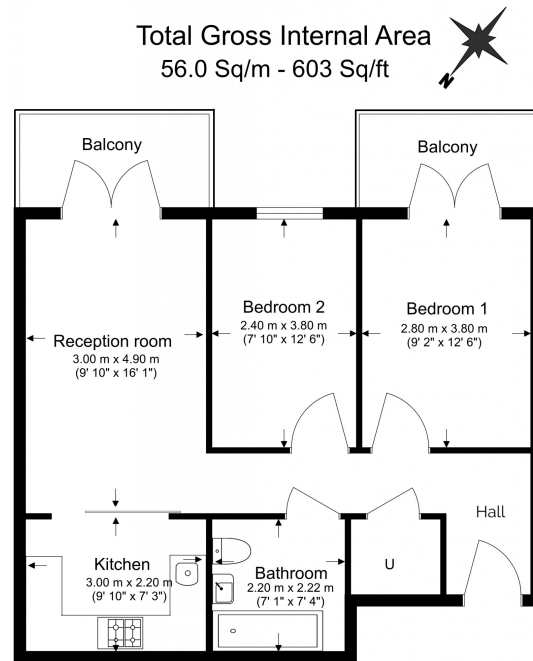 Total Gross Internal Area
56.0 Sq/m - 603 Sq/ft
N
Balcony
Balcony
Bedroom 2
2.40 m x 3.80 m
(7' 10" x 12' 6")
Bedroom 1
2.80 m x 3.80 m
(9' 2" x 12' 6")
Reception room
3.00 m x 4.90 m
(9' 10" x 16' 1")
Hall
Kitchen
3.00 m x 2.20 m
(9' 10" x 7' 3")
Bathroom
2.20 m x 2.22 m
(7' 1" x 7' 4")
U